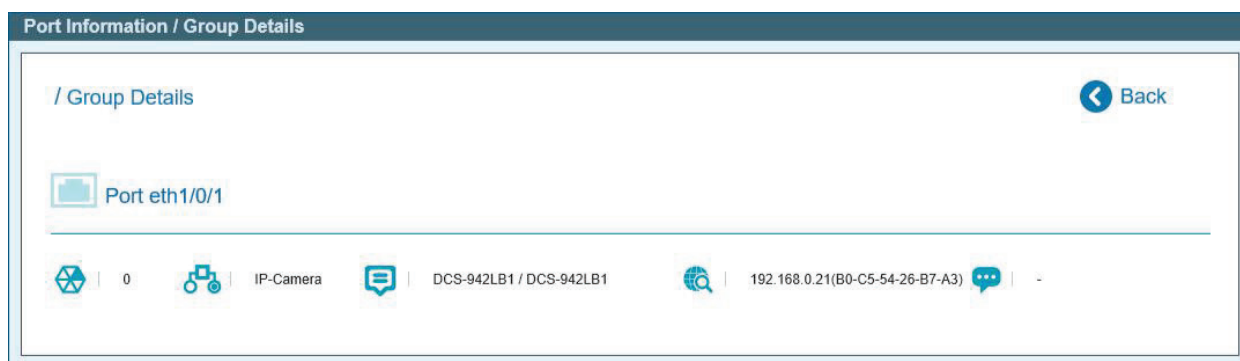 Port Information / Group Details
/ Group Details
Back
Port eth1/0/1
0 IP-Camera DCS-942LB1 / DCS-942LB1 192.168.0.21(B0-C5-54-26-B7-A3) -